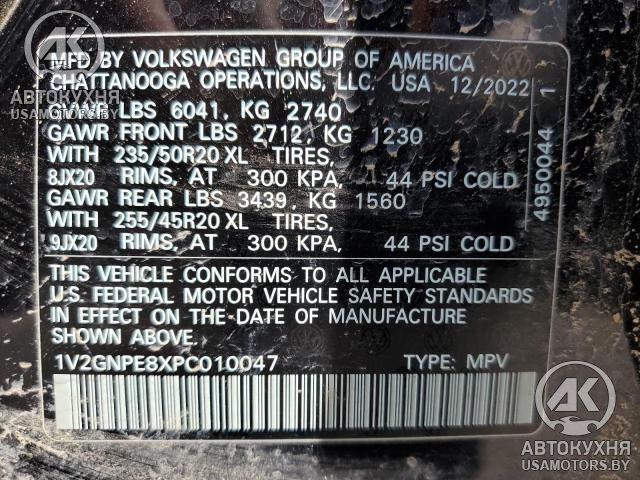 MFD BY VOLKSWAGEN GROUP OF AMERICA
CHATTANOOGA OPERATIONS, LLC. USA 12/2022
LBS 6041, KG 2740
GAWR FRONT LBS 2712, KG 1230
WITH 235/50R20 XL TIRES,
8JX20 RIMS, AT 300 KPA, 44 PSI COLD
GAWR REAR LBS 3439, KG 1560
WITH 255/45R20 XL TIRES,
9JX20 RIMS, AT 300 KPA, 44 PSI COLD
4950044 1
THIS VEHICLE CONFORMS TO ALL APPLICABLE
U.S. FEDERAL MOTOR VEHICLE SAFETY STANDARDS
IN EFFECT ON THE DATE OF MANUFACTURE
SHOWN ABOVE.
1V2GNPE8XPC010047 TYPE: MPV
АК
АВТОКУХНЯ
USAMOTORS.BY
АК
АВТОКУХНЯ
USAMOTORS.BY